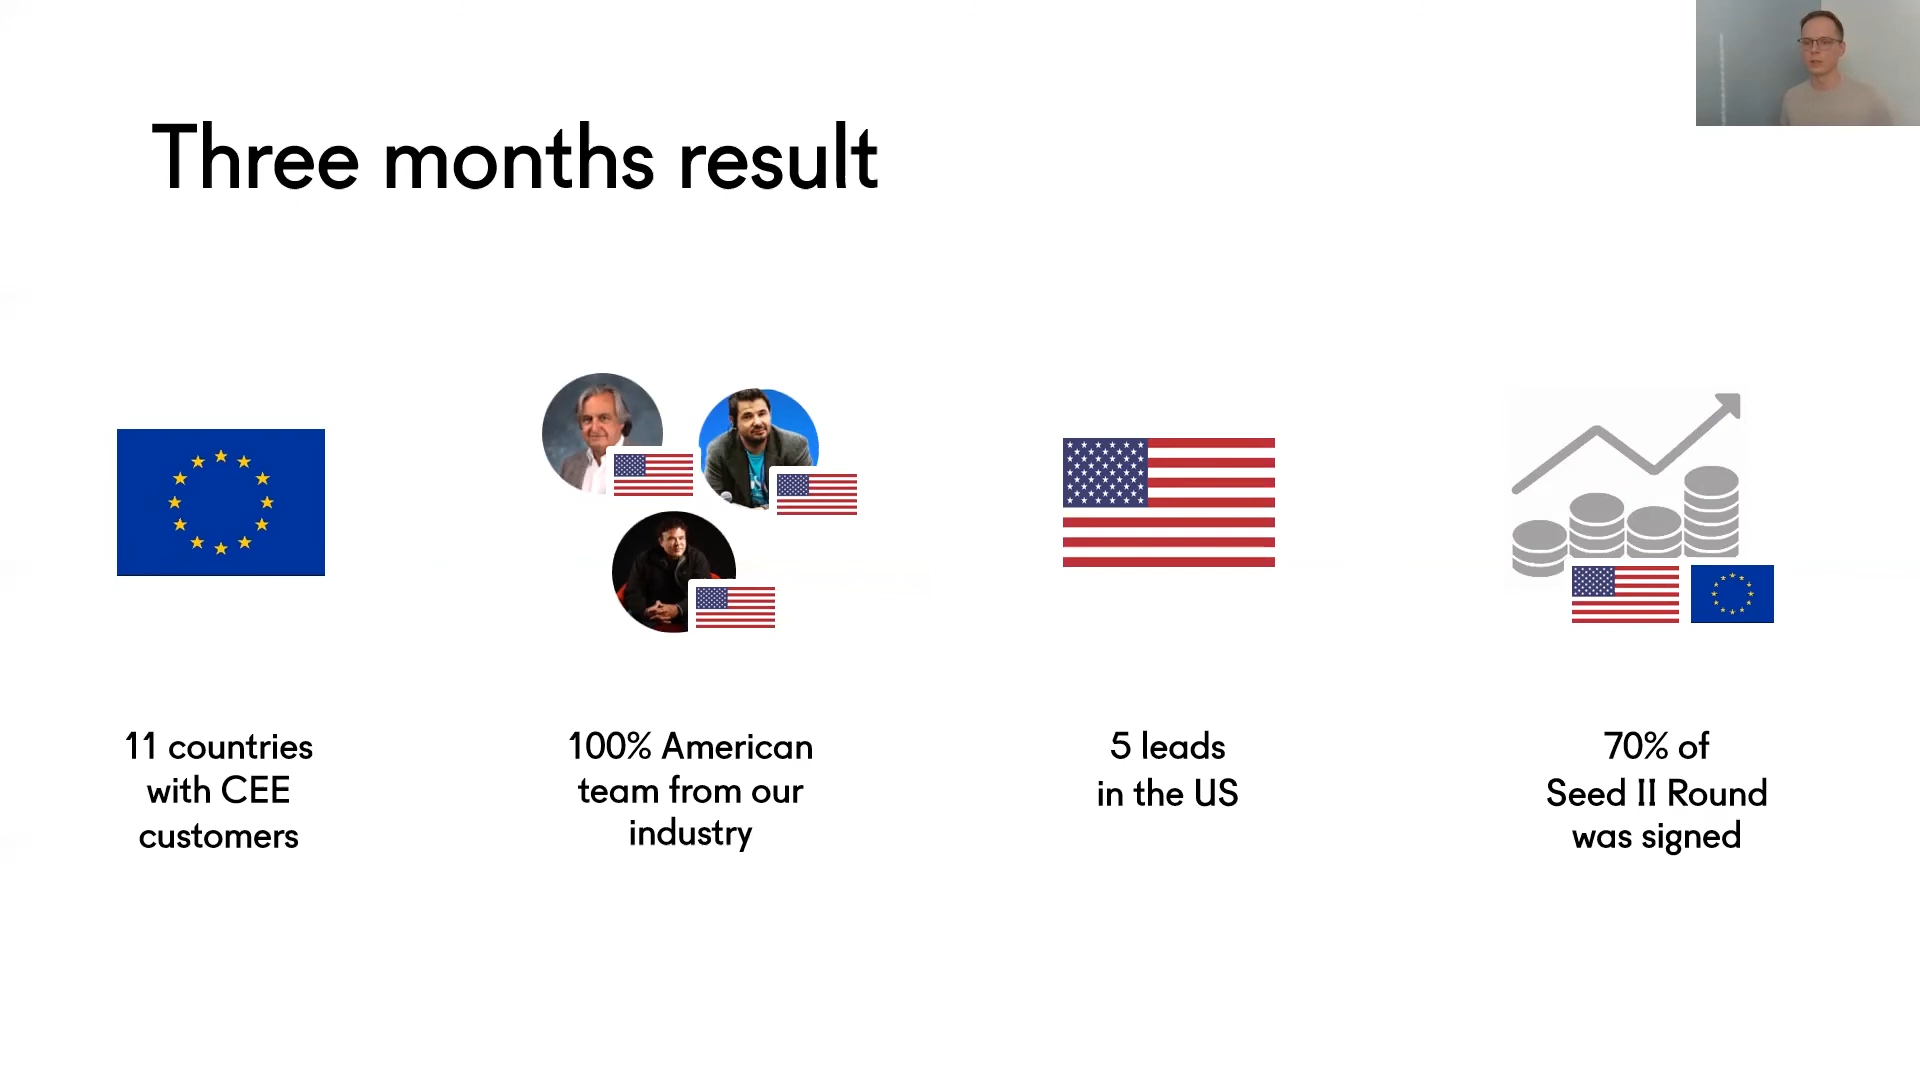 Three months result
11 countries
with CEE
customers
100% American
team from our
industry
5 leads
in the US
70% of
Seed II Round
was signed